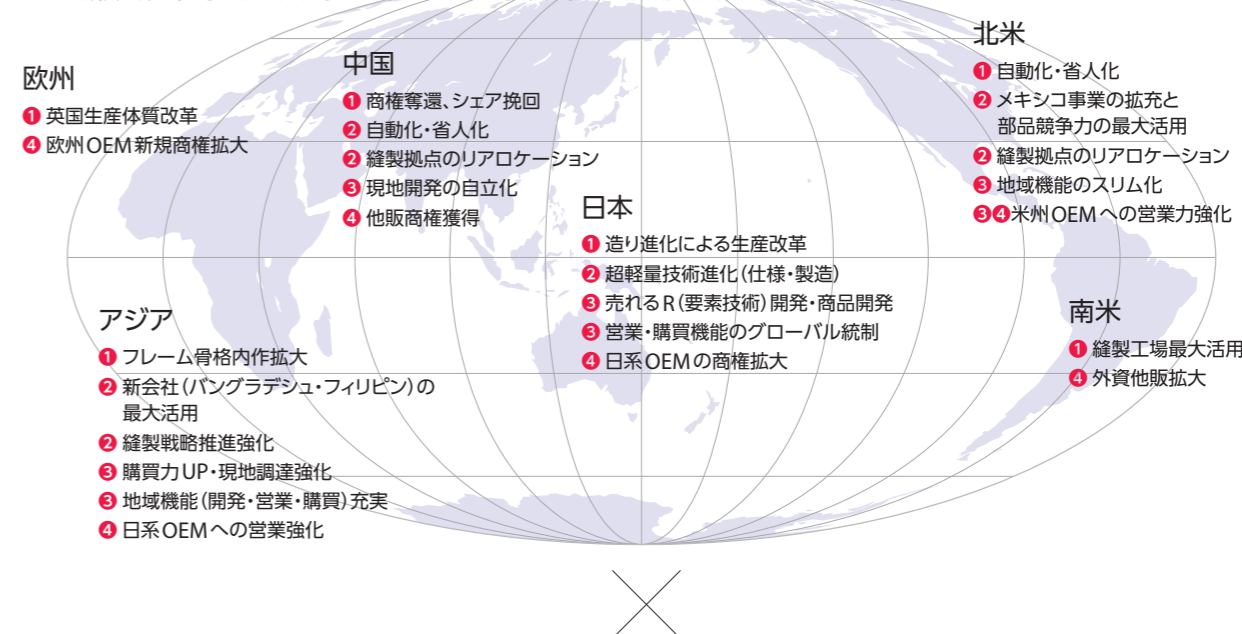 欧州
❶ 英国生産体質改革
❹ 欧州OEM新規商権拡大
中国
❶ 商権奪還、シェア挽回
❷ 自動化・省人化
❷ 縫製拠点のリアロケーション
❸ 現地開発の自立化
❹ 他販商権獲得
日本
❶ 造り進化による生産改革
❷ 超軽量技術進化(仕様・製造)
❸ 売れるR(要素技術)開発・商品開発
❸ 営業・購買機能のグローバル統制
❹ 日系OEMの商権拡大
北米
❶ 自動化・省人化
❷ メキシコ事業の拡充と
部品競争力の最大活用
❷ 縫製拠点のリアロケーション
❸ 地域機能のスリム化
❸❹米州OEMへの営業力強化
アジア
❶ フレーム骨格内作拡大
❷ 新会社(バングラデシュ・フィリピン)の
最大活用
❷ 縫製戦略推進強化
❸ 購買力UP・現地調達強化
❸ 地域機能(開発・営業・購買)充実
❹ 日系OEMへの営業強化
南米
❶ 縫製工場最大活用
❹ 外資他販拡大